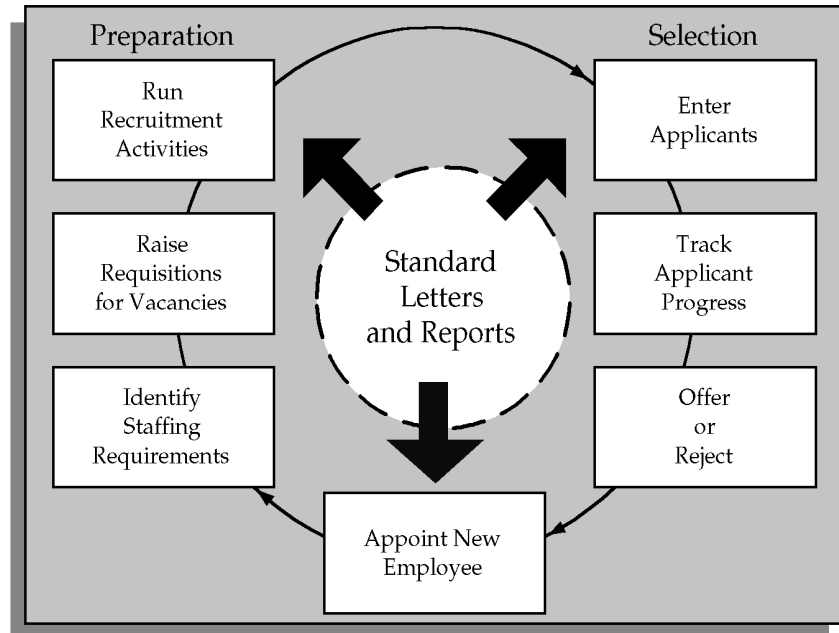 Preparation
Run
Recruitment
Activities
Raise
Requisitions
for Vacancies
Identify
Staffing
Requirements
Standard
Letters
and Reports
Selection
Enter
Applicants
Track
Applicant
Progress
Offer
or
Reject
Appoint New
Employee